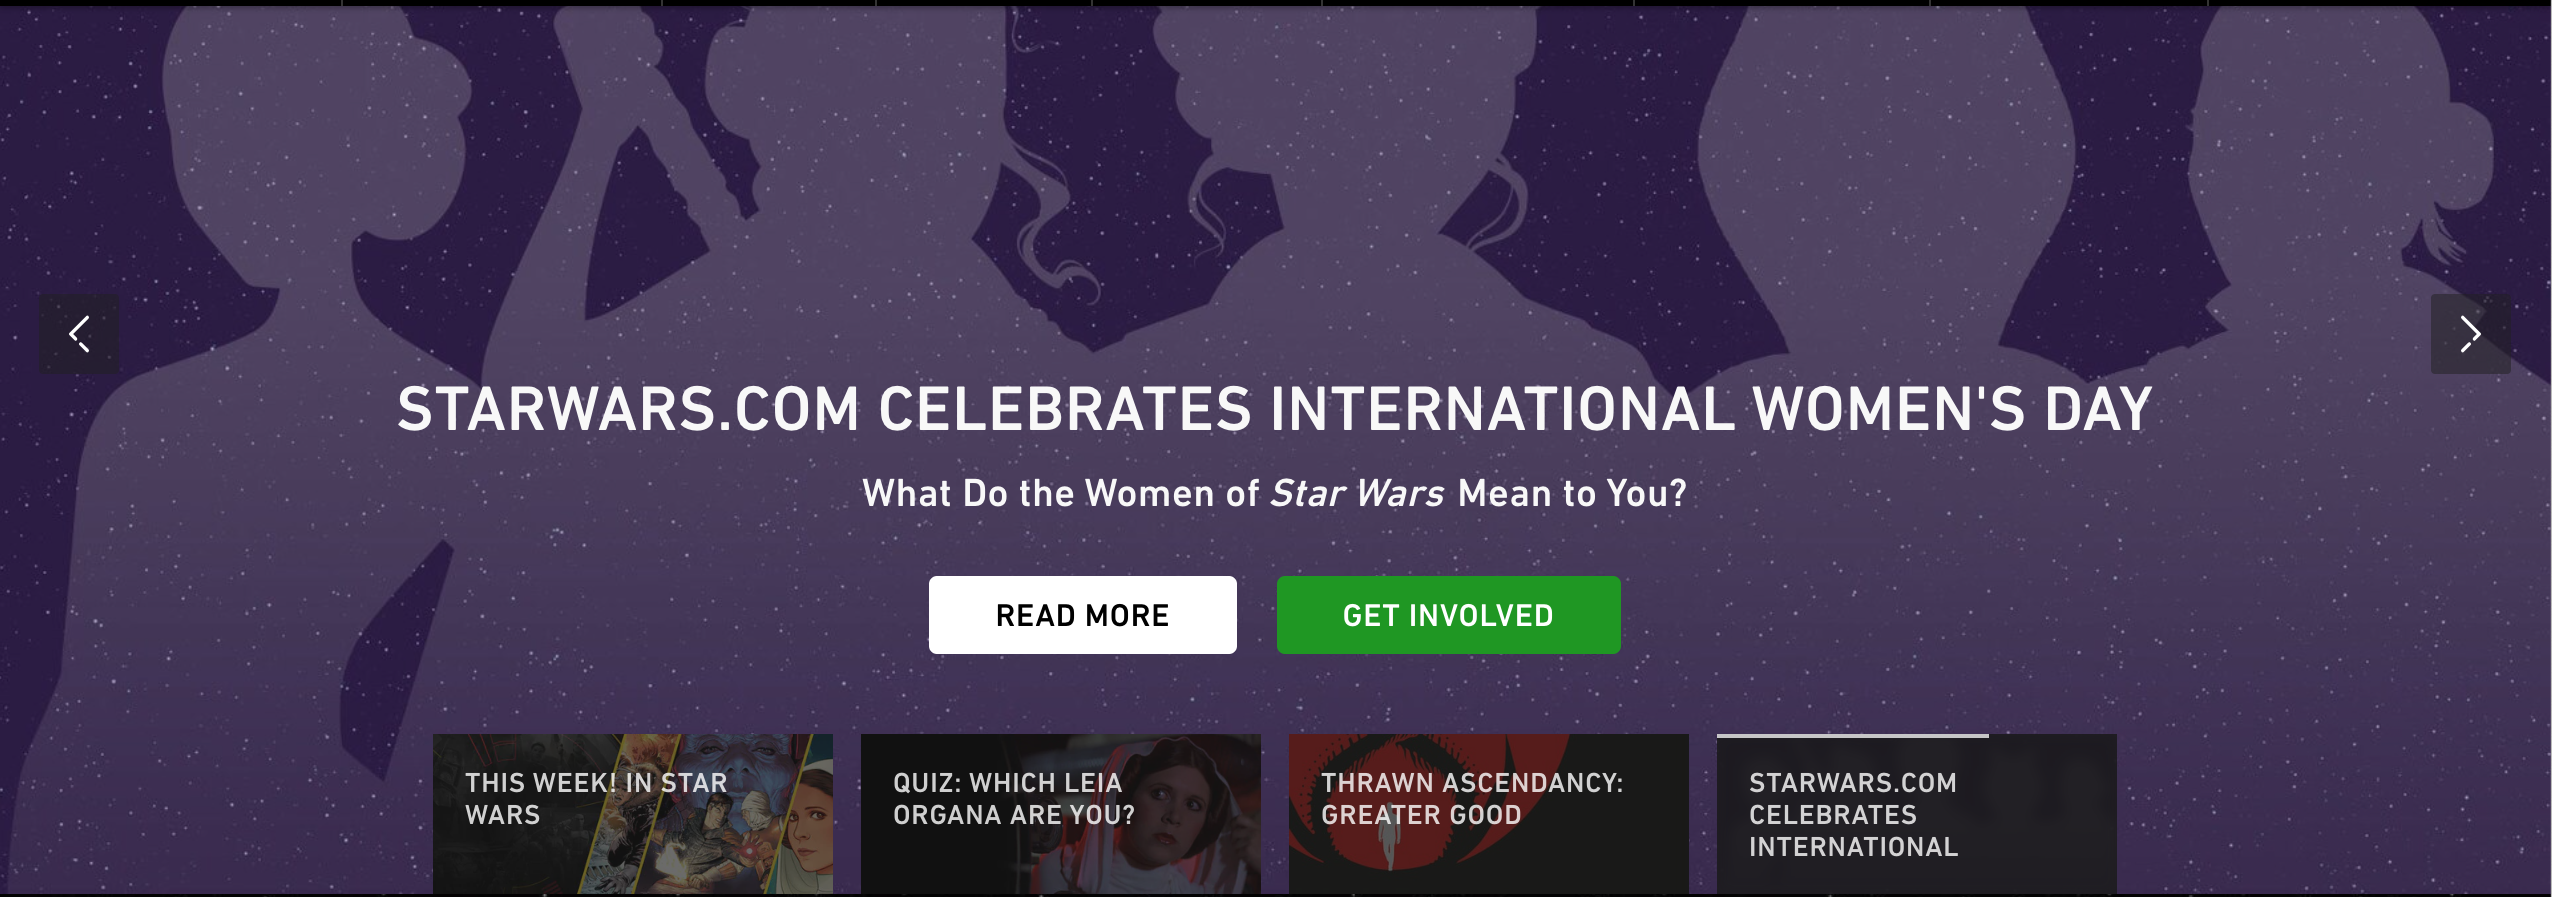 STARWARS.COM CELEBRATES INTERNATIONAL WOMEN'S DAY
What Do the Women of Star Wars Mean to You?
READ MORE
GET INVOLVED
THIS WEEK! IN STAR
WARS
QUIZ: WHICH LEIA
ORGANA ARE YOU?
THRAWN ASCENDANCY:
GREATER GOOD
STARWARS.COM
CELEBRATES
INTERNATIONAL